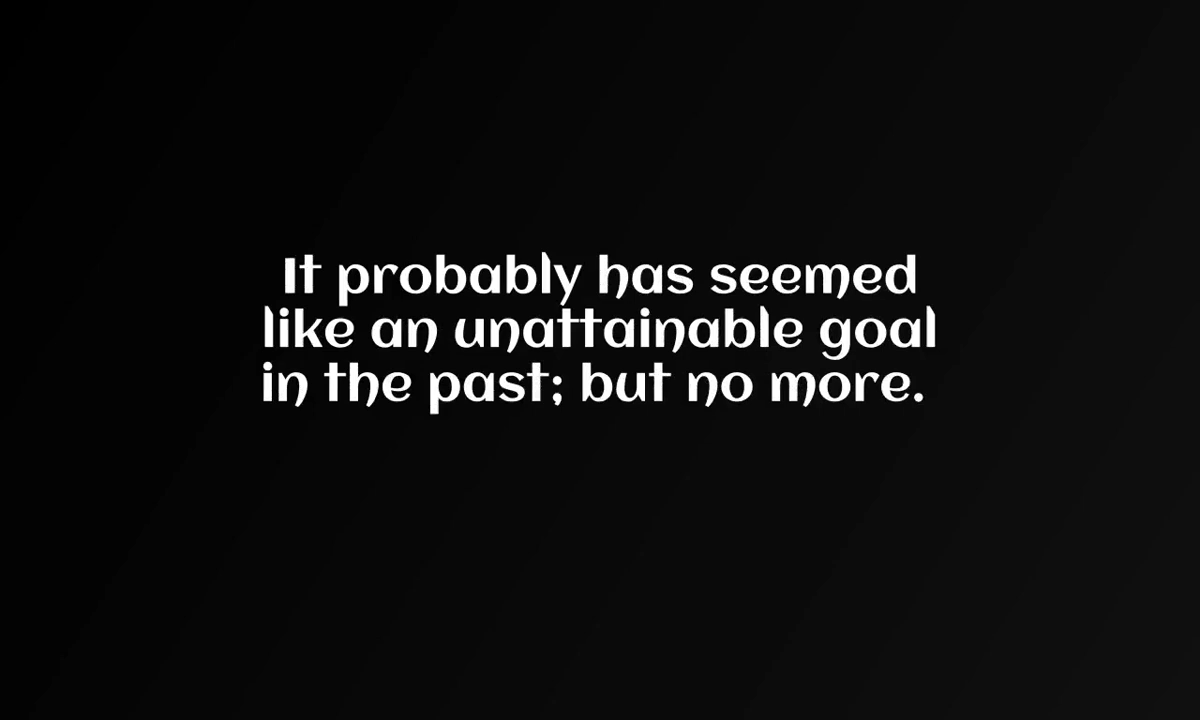 It probably has seemed
like an unattainable goal
in the past; but no more.